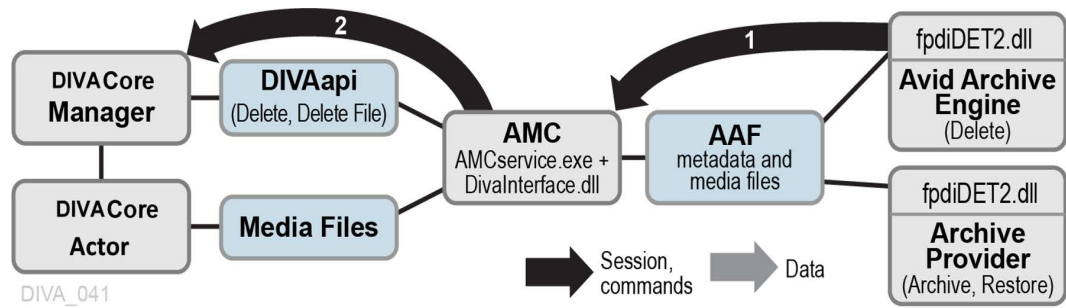 2
1
DIVACore
Manager
DIVAapi
(Delete, Delete File)
AMC
AMCservice.exe +
DivaInterface.dll
AAF
metadata and
media files
fpdiDET2.dll
Avid Archive
Engine
(Delete)
DIVACore
Actor
Media Files
fpdiDET2.dll
Archive
Provider
(Archive, Restore)
Session,
commands
Data
DIVA_041